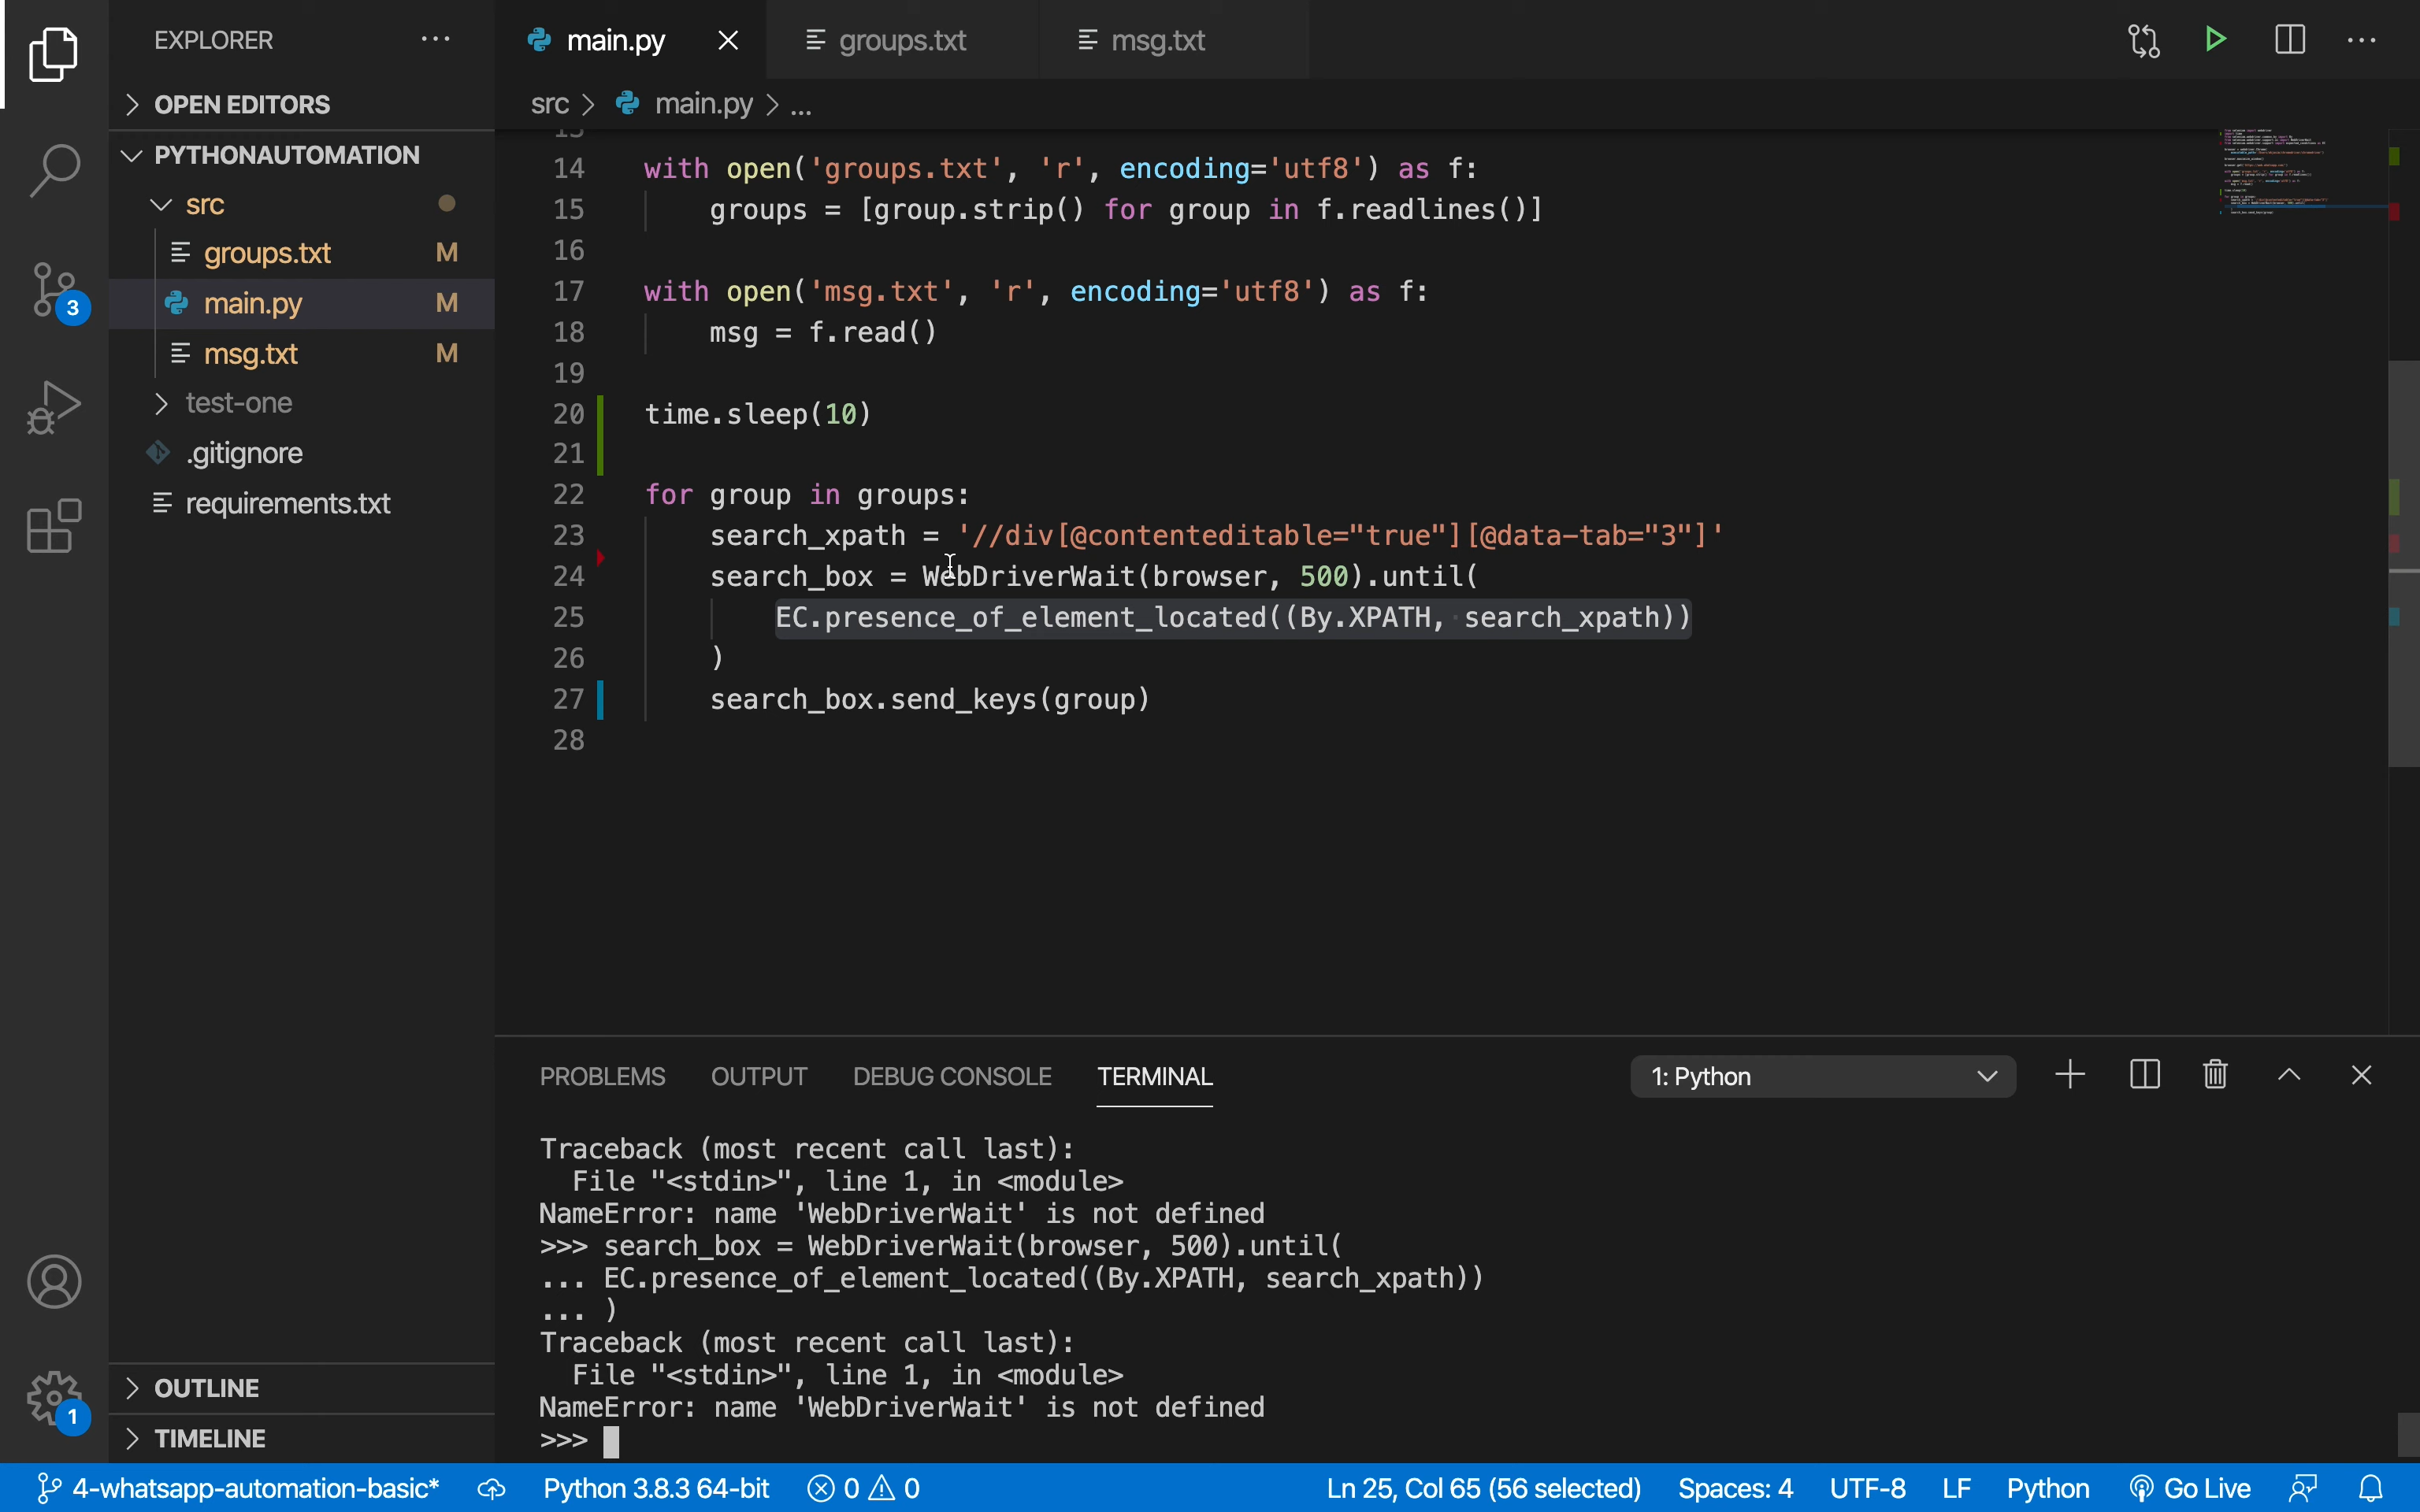 EXPLORER
OPEN EDITORS
PYTHONAUTOMATION
src
groups.txt M
main.py M
msg.txt M
test-one
.gitignore
requirements.txt
OUTLINE
TIMELINE
3
1
main.py
groups.txt
msg.txt
src > main.py > ...
14 with open('groups.txt', 'r', encoding='utf8') as f:
15     groups = [group.strip() for group in f.readlines()]
16
17 with open('msg.txt', 'r', encoding='utf8') as f:
18     msg = f.read()
19
20 time.sleep(10)
21
22 for group in groups:
23     search_xpath = '//div[@contenteditable="true"][@data-tab="3"]'
24     search_box = WebDriverWait(browser, 500).until(
25         EC.presence_of_element_located((By.XPATH, search_xpath))
26     )
27     search_box.send_keys(group)
28
PROBLEMS OUTPUT DEBUG CONSOLE TERMINAL 1: Python
Traceback (most recent call last):
  File "<stdin>", line 1, in <module>
NameError: name 'WebDriverWait' is not defined
>>> search_box = WebDriverWait(browser, 500).until(
... EC.presence_of_element_located((By.XPATH, search_xpath))
... )
Traceback (most recent call last):
  File "<stdin>", line 1, in <module>
NameError: name 'WebDriverWait' is not defined
>>>
4-whatsapp-automation-basic* Python 3.8.3 64-bit 0 0 Ln 25, Col 65 (56 selected) Spaces: 4 UTF-8 LF Python Go Live